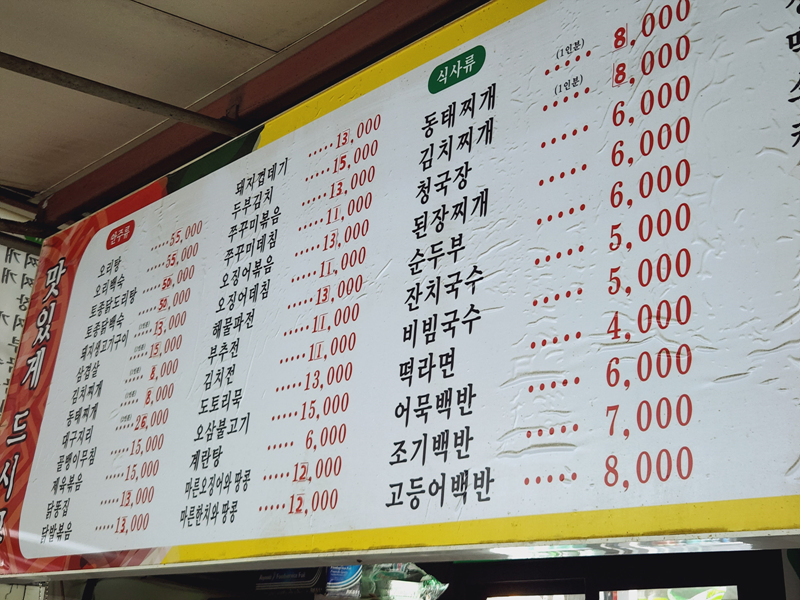 맛있게 드시고
안주류
오리탕 ..... 55,000
오리백숙 ..... 55,000
토종닭도리탕 ..... 50,000
토종닭백숙 ..... 50,000
돼지생고기구이 ..... 13,000
삼겹살 ..... 15,000
김치찌개 ..... 8,000
동태찌개 ..... 8,000
대구지리 ..... 26,000
골뱅이무침 ..... 15,000
제육볶음 ..... 15,000
닭똥집 ..... 13,000
닭발볶음 ..... 13,000
돼지껍데기 ..... 13,000
두부김치 ..... 15,000
쭈꾸미볶음 ..... 13,000
쭈꾸미데침 ..... 11,000
오징어볶음 ..... 13,000
오징어데침 ..... 11,000
해물파전 ..... 13,000
부추전 ..... 11,000
김치전 ..... 11,000
도토리묵 ..... 13,000
오삼불고기 ..... 15,000
계란탕 ..... 6,000
마른오징어와 땅콩 ..... 12,000
마른한치와 땅콩 ..... 12,000
식사류
동태찌개 (1인분) ..... 8,000
김치찌개 (1인분) ..... 8,000
청국장 ..... 6,000
된장찌개 ..... 6,000
순두부 ..... 6,000
잔치국수 ..... 5,000
비빔국수 ..... 5,000
떡라면 ..... 4,000
어묵백반 ..... 6,000
조기백반 ..... 7,000
고등어백반 ..... 8,000